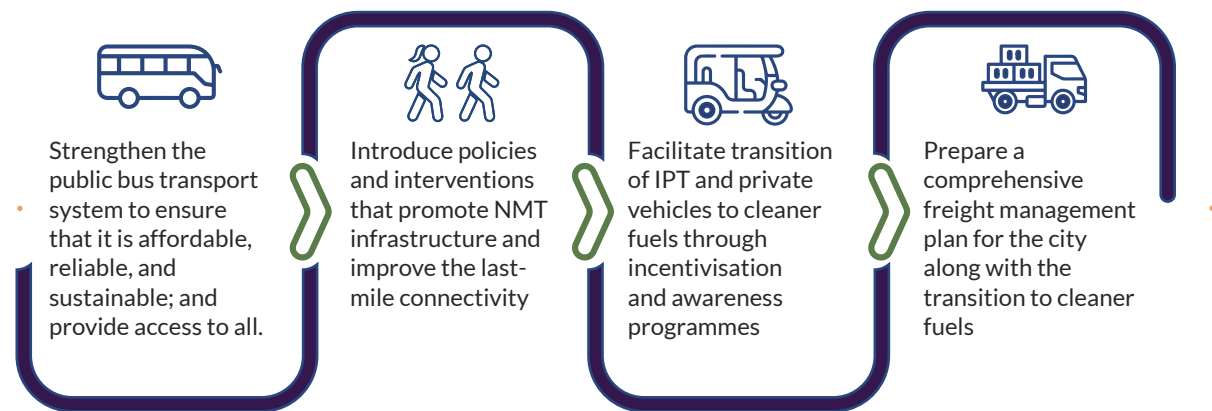 Strengthen the
public bus transport
system to ensure
that it is affordable,
reliable, and
sustainable; and
provide access to all.
Introduce policies
and interventions
that promote NMT
infrastructure and
improve the last-
mile connectivity
Facilitate transition
of IPT and private
vehicles to cleaner
fuels through
incentivisation
and awareness
programmes
Prepare a
comprehensive
freight management
plan for the city
along with the
transition to cleaner
fuels